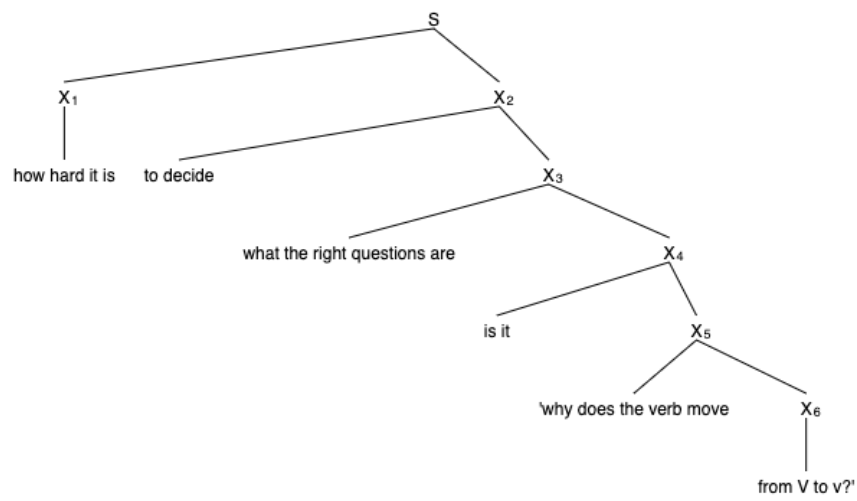 S
X₁
X₂
how hard it is to decide
X₃
what the right questions are
X₄
is it
X₅
'why does the verb move
X₆
from V to v?'